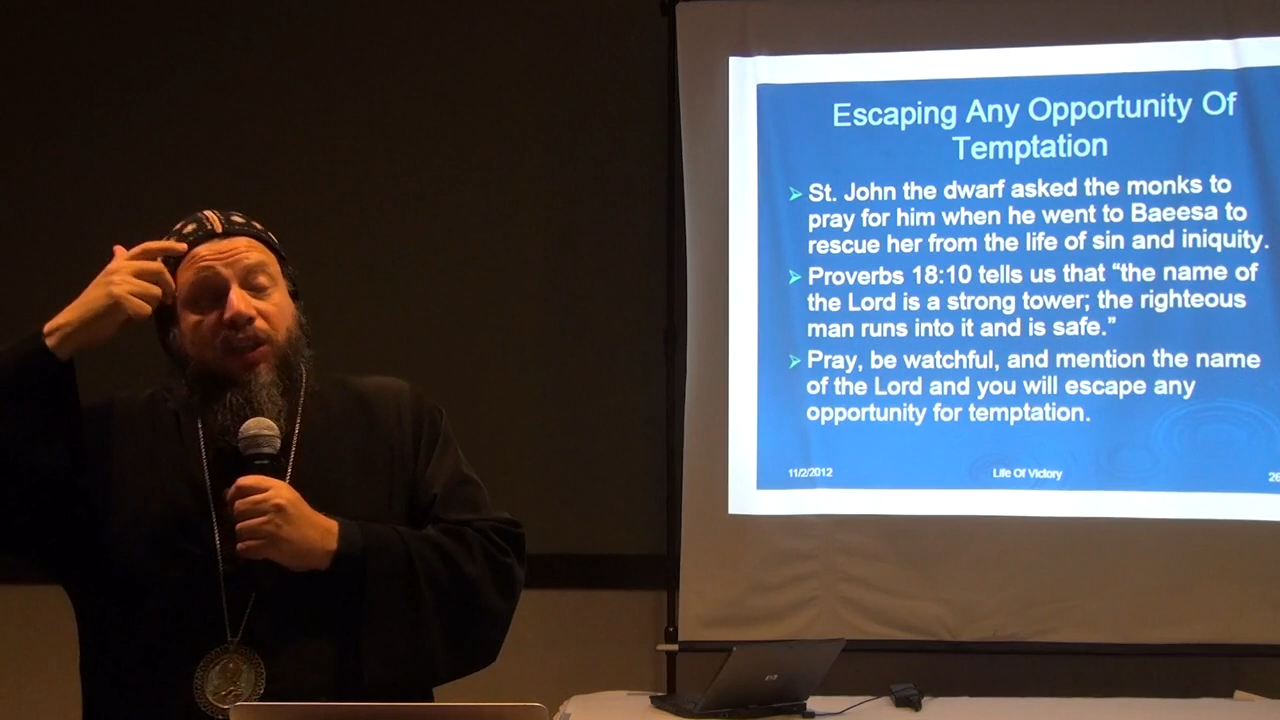 Escaping Any Opportunity Of
Temptation
St. John the dwarf asked the monks to
pray for him when he went to Baeesa to
rescue her from the life of sin and iniquity.
Proverbs 18:10 tells us that “the name of
the Lord is a strong tower; the righteous
man runs into it and is safe.”
Pray, be watchful, and mention the name
of the Lord and you will escape any
opportunity for temptation.
11/2/2012
Life Of Victory
26
hp